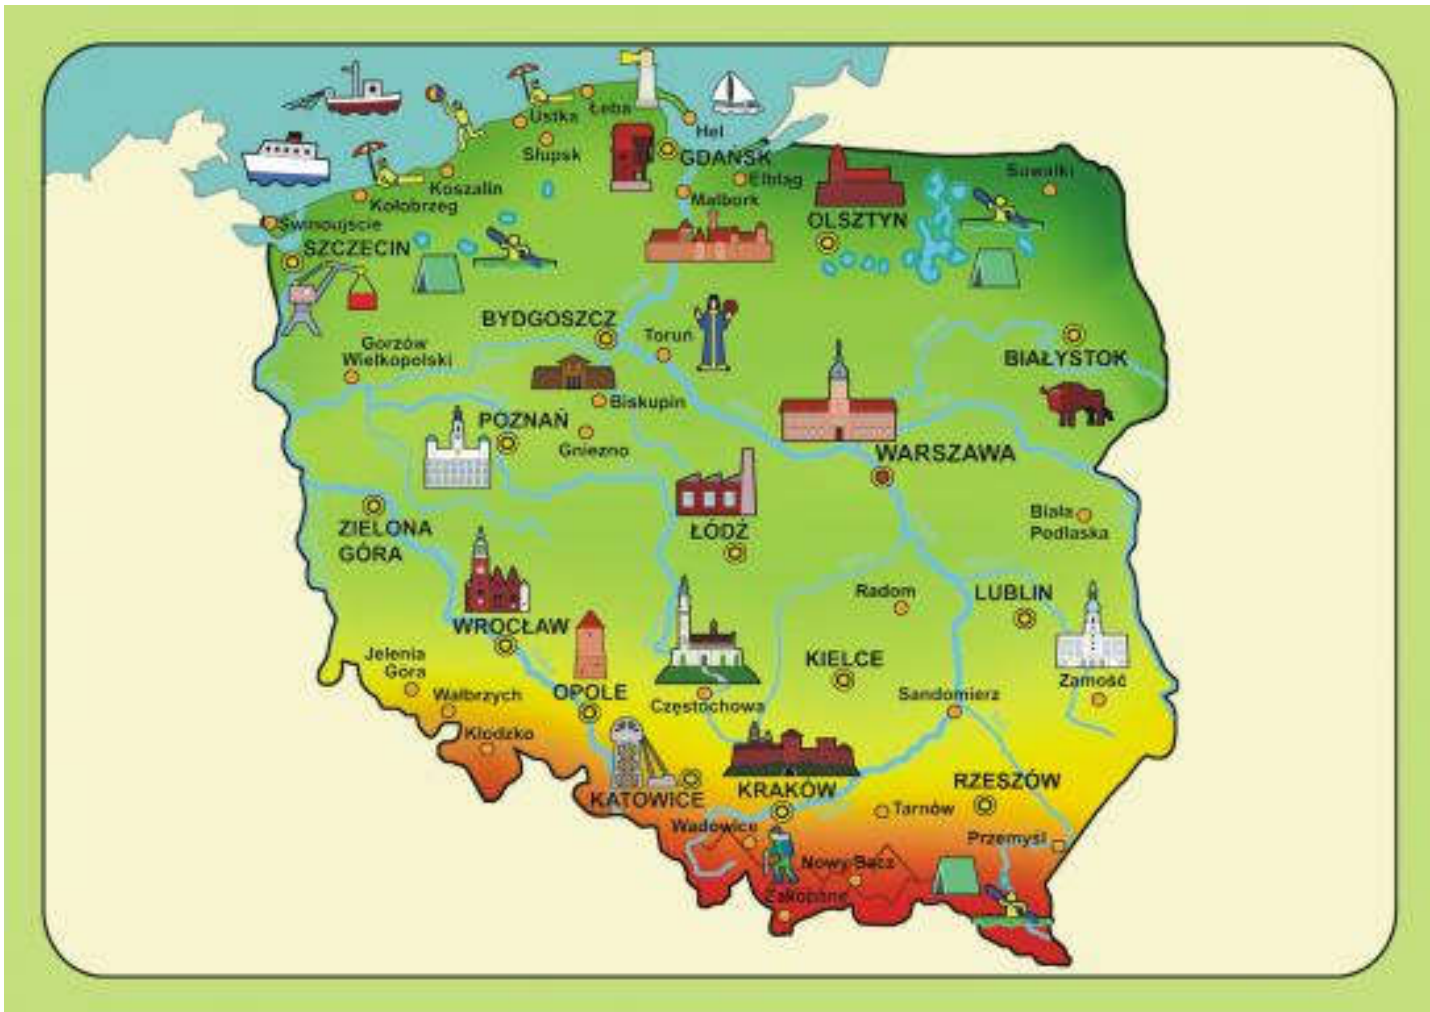 Ustka
Łeba
Hel
Słupsk
GDAŃSK
Elbląg
Suwałki
Koszalin
Kołobrzeg
Malbork
Świnoujście
OLSZTYN
SZCZECIN
BYDGOSZCZ
Toruń
Gorzów
Wielkopolski
BIAŁYSTOK
Biskupin
POZNAŃ
Gniezno
WARSZAWA
Biała
Podlaska
ZIELONA
GÓRA
ŁÓDŹ
Radom
LUBLIN
WROCŁAW
Jelenia
Gora
KIELCE
Zamość
Wałbrzych
OPOLE
Częstochowa
Sandomierz
Kłodzko
KATOWICE
KRAKÓW
RZESZÓW
Tarnów
Wadowice
Przemyśl
Nowy Sącz
Zakopane